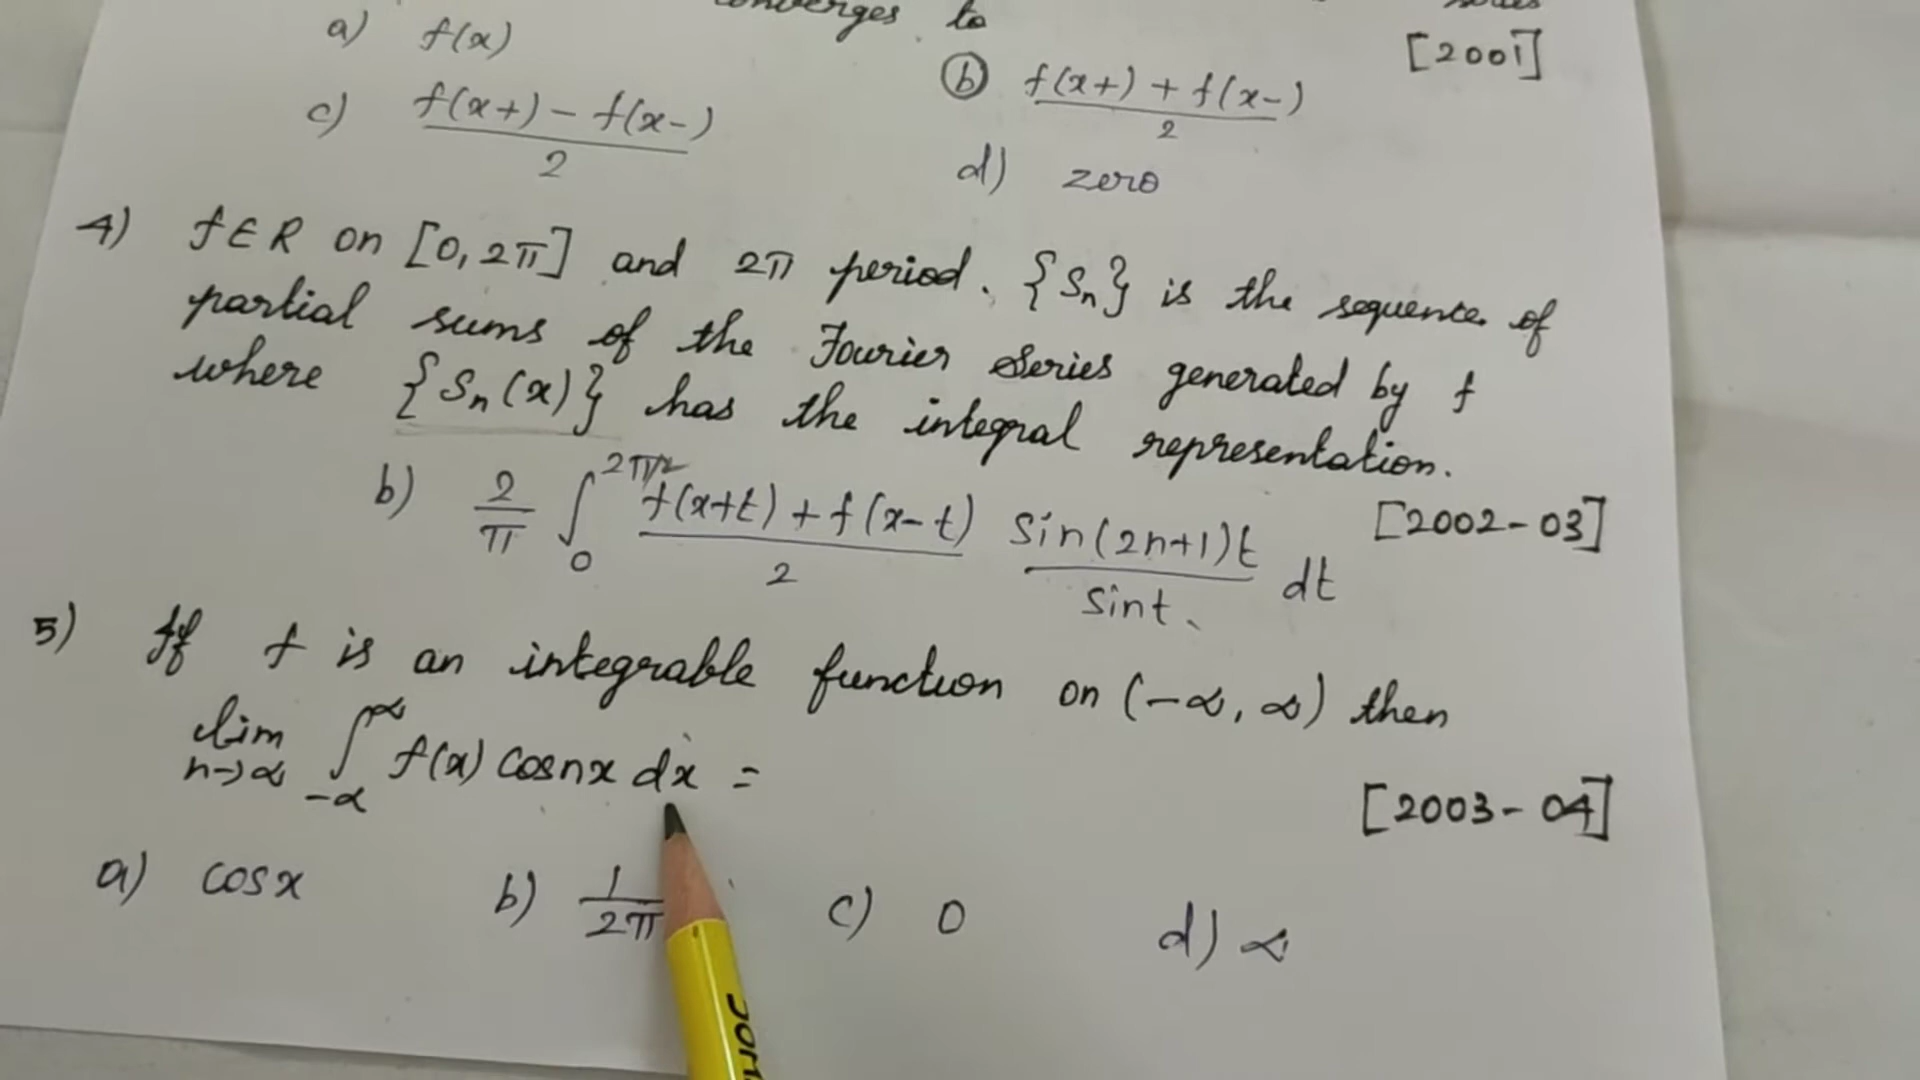 converges to
series
[2001]
a) f(x)
b) f(x+) + f(x-) / 2
c) f(x+) - f(x-) / 2
d) zero
4) f ∈ R on [0, 2π] and 2π period. {Sn} is the sequence of
partial sums of the Fourier Series generated by f
where {Sn(x)} has the integral representation.
b) 2/π ∫0^2π/2 f(x+t) + f(x-t) / 2 Sin(2n+1)t / Sint dt [2002-03]
5) If f is an integrable function on (-∞, ∞) then
lim n→∞ ∫-∞^∞ f(x) cosnx dx =
[2003-04]
a) cosx b) 1/2π c) 0 d) ∞